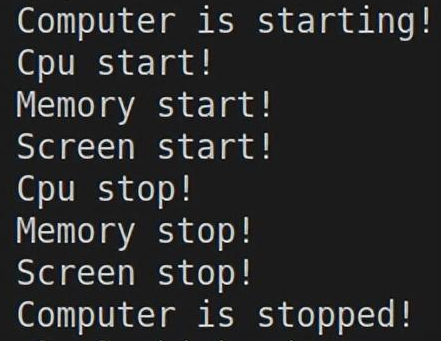 Computer is starting!
Cpu start!
Memory start!
Screen start!
Cpu stop!
Memory stop!
Screen stop!
Computer is stopped!